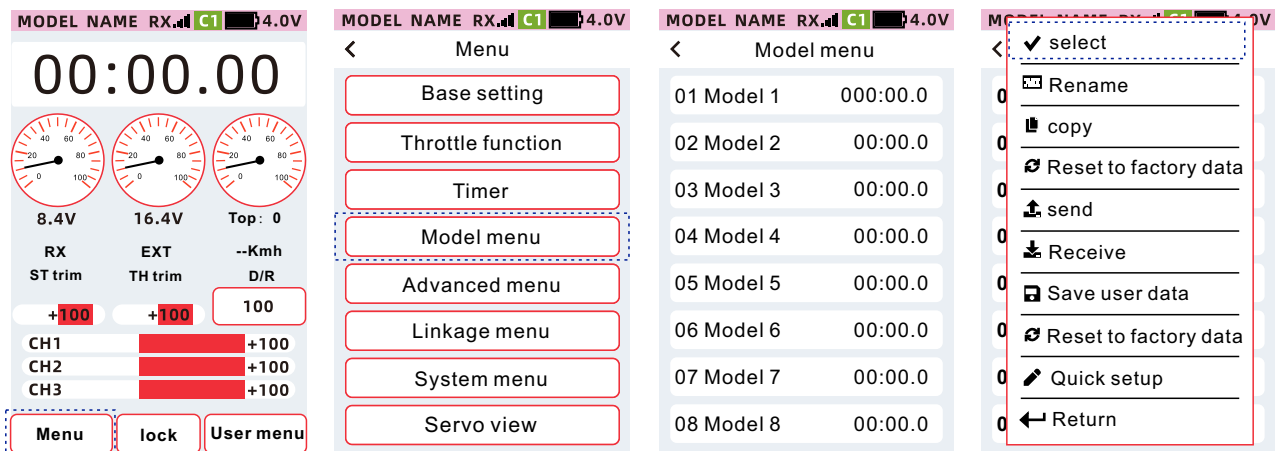 MODEL NAME RX C1 4.0V
00:00.00
0 20 40 60 80 100
0 20 40 60 80 100
0 20 40 60 80 100
8.4V 16.4V Top: 0
RX EXT --Kmh
ST trim TH trim D/R
+100 +100 100
CH1 +100
CH2 +100
CH3 +100
Menu lock User menu
MODEL NAME RX C1 4.0V
Menu
Base setting
Throttle function
Timer
Model menu
Advanced menu
Linkage menu
System menu
Servo view
MODEL NAME RX C1 4.0V
Model menu
01 Model 1 000:00.0
02 Model 2 00:00.0
03 Model 3 00:00.0
04 Model 4 00:00.0
05 Model 5 00:00.0
06 Model 6 00:00.0
07 Model 7 00:00.0
08 Model 8 00:00.0
select
Rename
copy
Reset to factory data
send
Receive
Save user data
Reset to factory data
Quick setup
Return